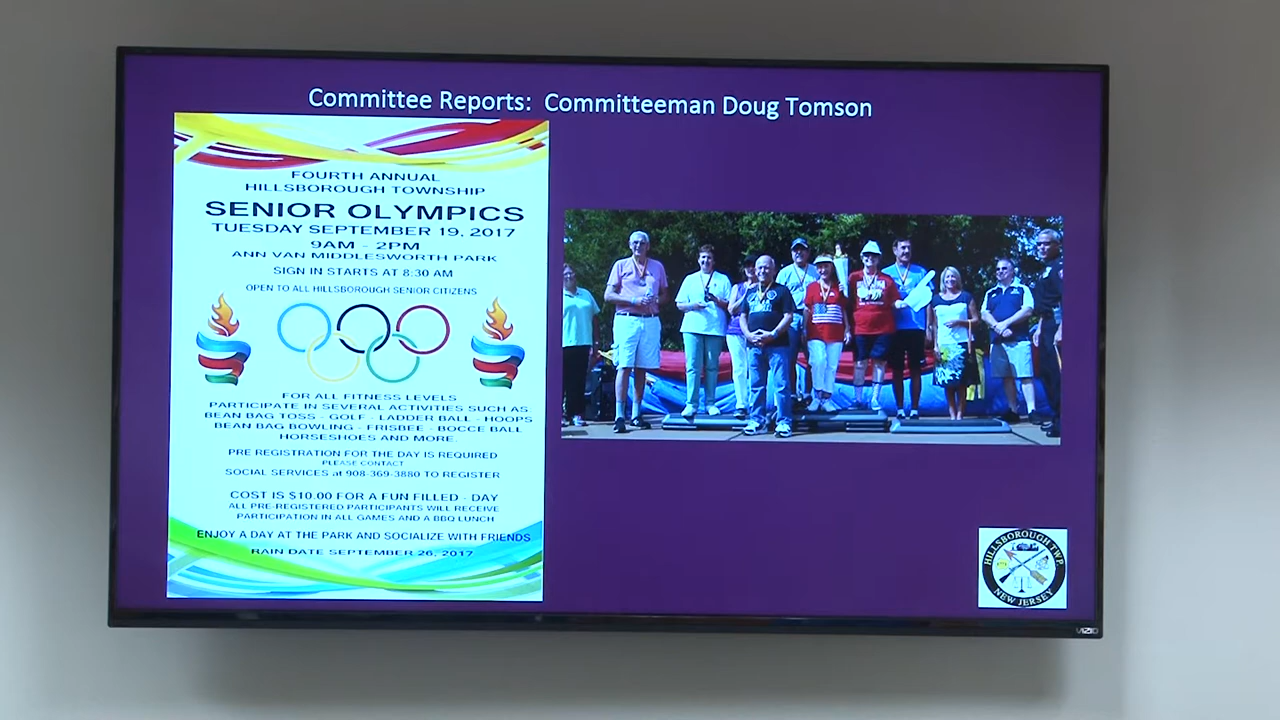 Committee Reports: Committeeman Doug Tomson
FOURTH ANNUAL
HILLSBOROUGH TOWNSHIP
SENIOR OLYMPICS
TUESDAY SEPTEMBER 19, 2017
9AM - 2PM
ANN VAN MIDDLESWORTH PARK
SIGN IN STARTS AT 8:30 AM
OPEN TO ALL HILLSBOROUGH SENIOR CITIZENS
FOR ALL FITNESS LEVELS
PARTICIPATE IN SEVERAL ACTIVITIES SUCH AS
BEAN BAG TOSS - GOLF - LADDER BALL - HOOPS
BEAN BAG BOWLING - FRISBEE - BOCCE BALL
HORSESHOES AND MORE.
PRE REGISTRATION FOR THE DAY IS REQUIRED
PLEASE CONTACT
SOCIAL SERVICES at 908-369-3880 TO REGISTER
COST IS $10.00 FOR A FUN FILLED - DAY
ALL PRE-REGISTERED PARTICIPANTS WILL RECEIVE
PARTICIPATION IN ALL GAMES AND A BBQ LUNCH
ENJOY A DAY AT THE PARK AND SOCIALIZE WITH FRIENDS
RAIN DATE SEPTEMBER 26, 2017
HILLSBOROUGH TWP.
NEW JERSEY
VIZIO